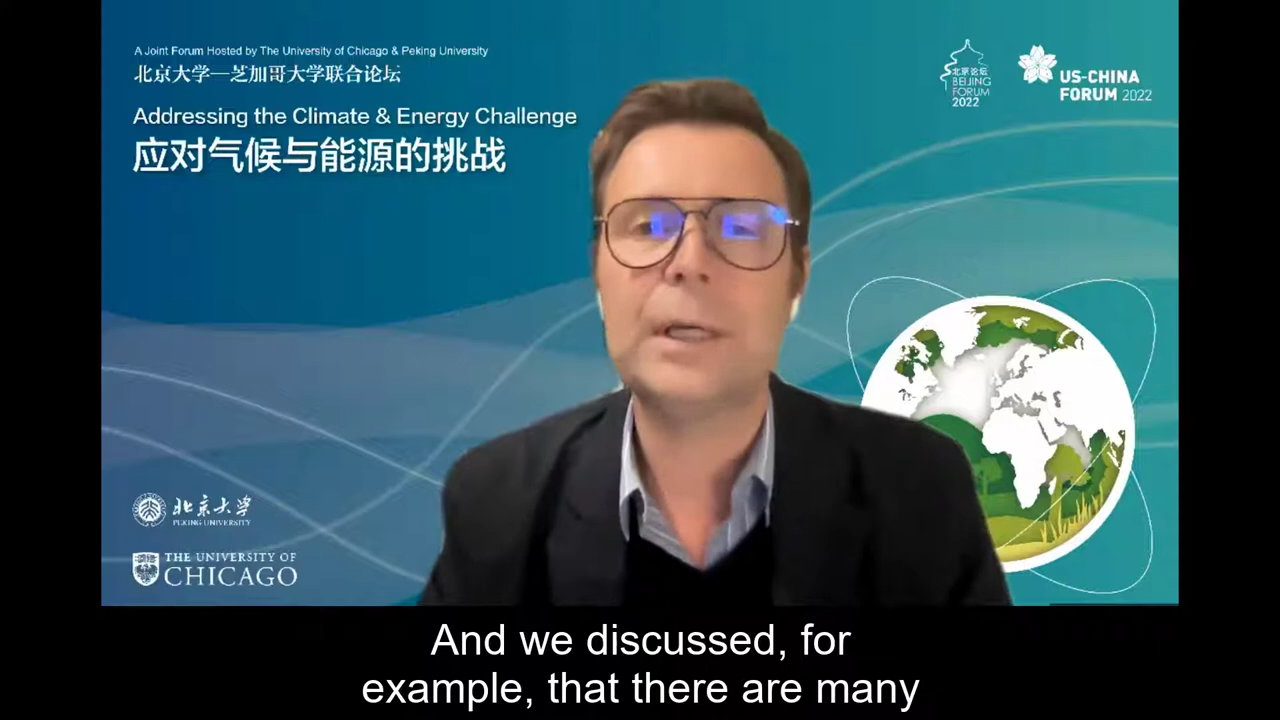 A Joint Forum Hosted by The University of Chicago & Peking University
北京大学—芝加哥大学联合论坛
Addressing the Climate & Energy Challenge
应对气候与能源的挑战
北京论坛
BEIJING
FORUM
2022
US-CHINA
FORUM 2022
北京大学
PEKING UNIVERSITY
THE UNIVERSITY OF
CHICAGO
And we discussed, for
example, that there are many